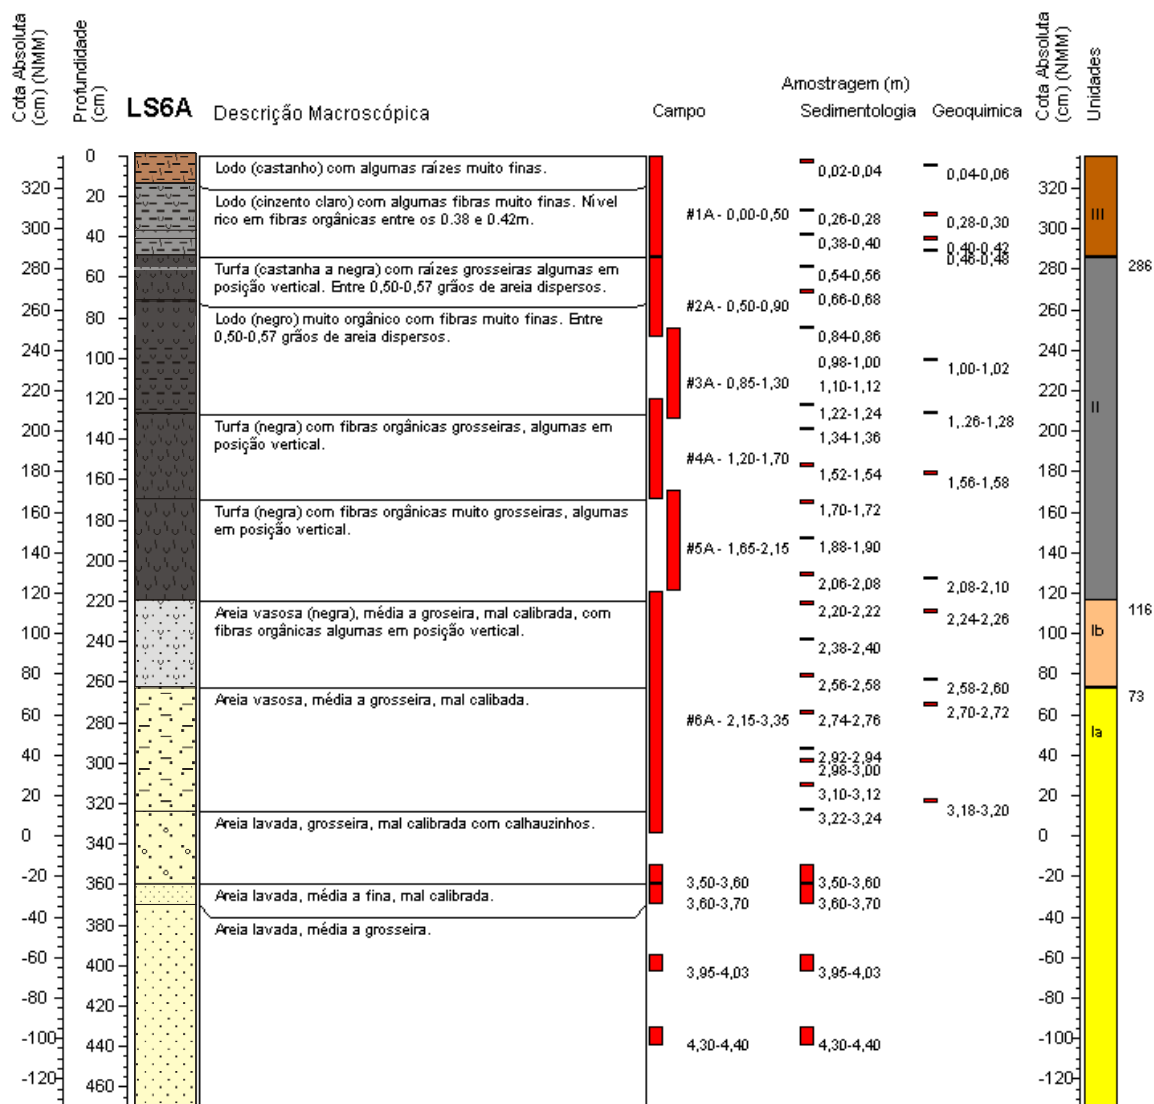 Cota Absoluta
(cm) (NMM)
Profundidade
(cm)
LS6A
Descrição Macroscópica
Amostragem (m)
Campo
Sedimentologia
Geoquimica
Cota Absoluta
(cm) (NMM)
Unidades
320
300
280
260
240
220
200
180
160
140
120
100
80
60
40
20
0
-20
-40
-60
-80
-100
-120
0
20
40
60
80
100
120
140
160
180
200
220
240
260
280
300
320
340
360
380
400
420
440
460
Lodo (castanho) com algumas raízes muito finas.
Lodo (cinzento claro) com algumas fibras muito finas. Nível
rico em fibras orgânicas entre os 0.38 e 0.42m.
Turfa (castanha a negra) com raízes grosseiras algumas em
posição vertical. Entre 0,50-0,57 grãos de areia dispersos.
Lodo (negro) muito orgânico com fibras muito finas. Entre
0,50-0,57 grãos de areia dispersos.
Turfa (negra) com fibras orgânicas grosseiras, algumas em
posição vertical.
Turfa (negra) com fibras orgânicas muito grosseiras, algumas
em posição vertical.
Areia vasosa (negra), média a groseira, mal calibrada, com
fibras orgânicas algumas em posição vertical.
Areia vasosa, média a grosseira, mal calibada.
Areia lavada, grosseira, mal calibrada com calhauzinhos.
Areia lavada, média a fina, mal calibrada.
Areia lavada, média a grosseira.
#1A - 0,00-0,50
#2A - 0,50-0,90
#3A - 0,85-1,30
#4A - 1,20-1,70
#5A - 1,65-2,15
#6A - 2,15-3,35
3,50-3,60
3,60-3,70
3,95-4,03
4,30-4,40
0,02-0,04
0,26-0,28
0,38-0,40
0,54-0,56
0,66-0,68
0,84-0,86
0,98-1,00
1,10-1,12
1,22-1,24
1,34-1,36
1,52-1,54
1,70-1,72
1,88-1,90
2,06-2,08
2,20-2,22
2,38-2,40
2,56-2,58
2,74-2,76
2,92-2,94
2,98-3,00
3,10-3,12
3,22-3,24
3,50-3,60
3,60-3,70
3,95-4,03
4,30-4,40
0,04-0,06
0,28-0,30
0,40-0,42
0,46-0,48
1,00-1,02
1,.26-1,28
1,56-1,58
2,08-2,10
2,24-2,26
2,58-2,60
2,70-2,72
3,18-3,20
320
300
280
260
240
220
200
180
160
140
120
100
80
60
40
20
0
-20
-40
-60
-80
-100
-120
III
II
Ib
Ia
286
116
73